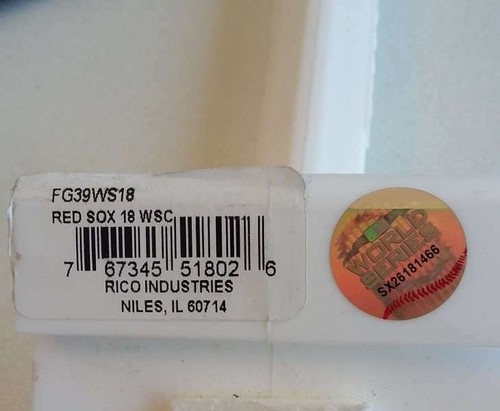 FG39WS18
RED SOX 18 WSC
7 67345 51802 6
RICO INDUSTRIES
NILES, IL 60714
WORLD
SERIES
SX26181466